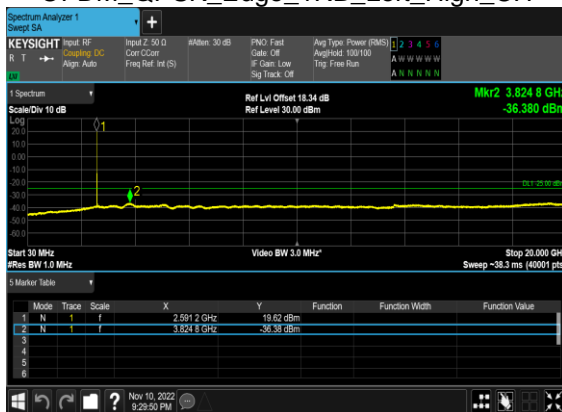 Spectrum Analyzer 1
Swept SA
+
KEYSIGHT Input: RF Input Z: 50 Ω #Atten: 30 dB PNO: Fast Avg Type: Power (RMS) 1 2 3 4 5 6
R T Coupling: DC Corr CCorr Gate: Off Avg|Hold: 100/100 A W W W W W
Align: Auto Freq Ref: Int (S) IF Gain: Low Trig: Free Run
LU Sig Track: Off A N N N N N
1 Spectrum
Ref Lvl Offset 18.34 dB Mkr2 3.824 8 GHz
Scale/Div 10 dB Ref Level 30.00 dBm -36.380 dBm
Log
20.0
10.0
0.00
-10.0
-20.0
-30.0
-40.0
-50.0
-60.0
1
2
DL1 -25.00 dBm
Start 30 MHz Video BW 3.0 MHz* Stop 20.000 GHz
#Res BW 1.0 MHz Sweep ~38.3 ms (40001 pts)
5 Marker Table
Mode Trace Scale X Y Function Function Width Function Value
1 N 1 f 2.591 2 GHz 19.62 dBm
2 N 1 f 3.824 8 GHz -36.38 dBm
3
4
5
6
? Nov 10, 2022
9:29:50 PM